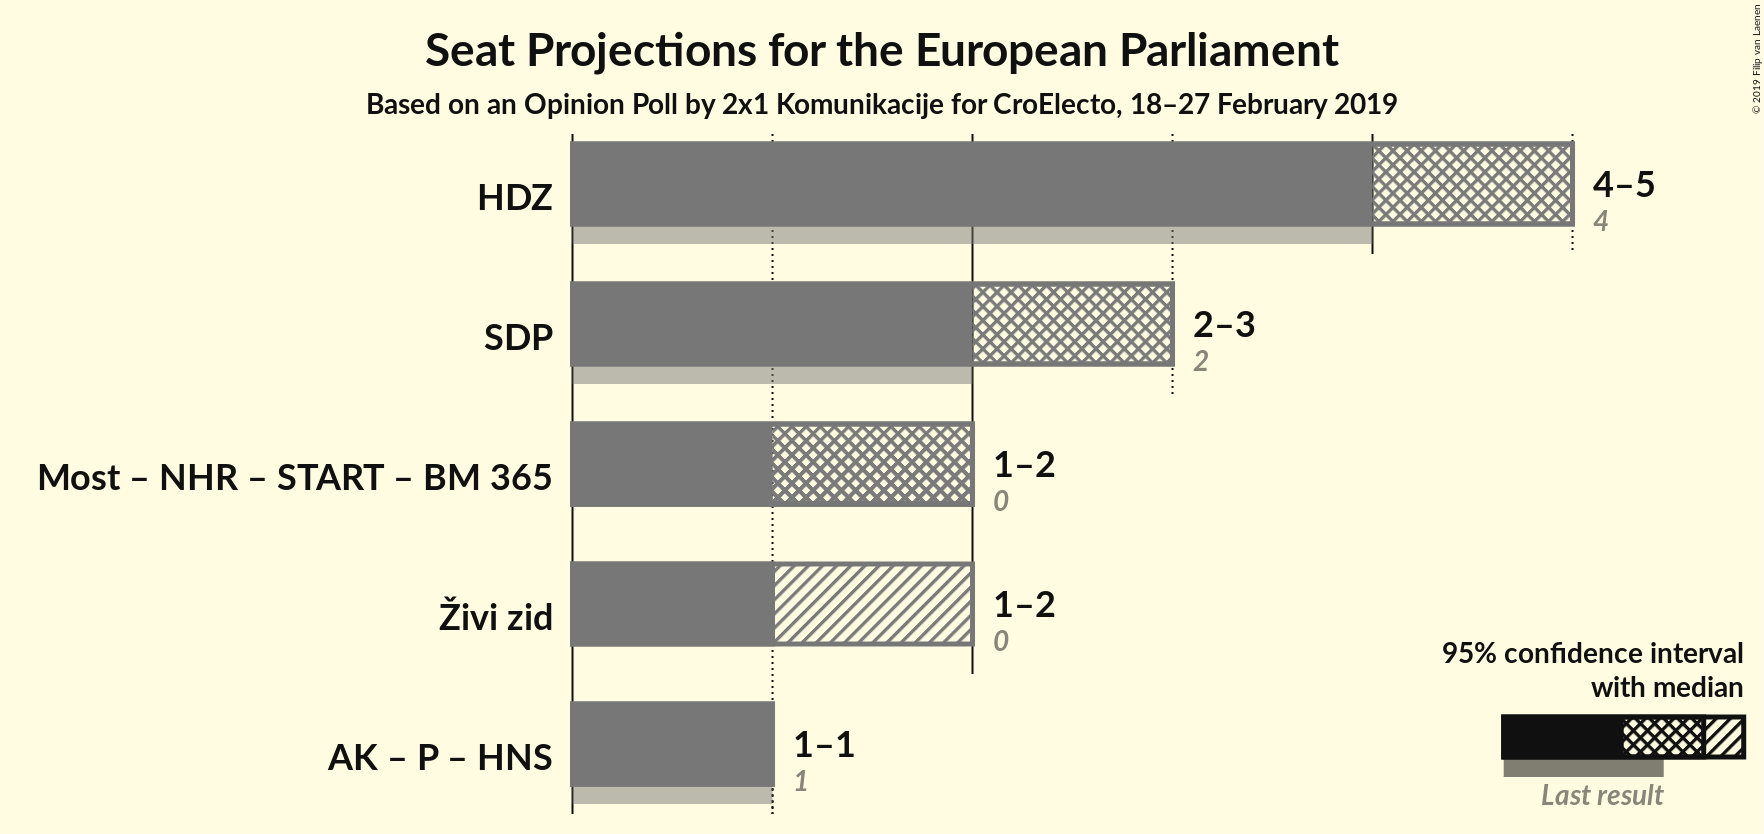 Seat Projections for the European Parliament
Based on an Opinion Poll by 2x1 Komunikacije for CroElecto, 18–27 February 2019
© 2019 Filip van Laenen
HDZ
4–5
4
SDP
2–3
2
Most – NHR – START – BM 365
1–2
0
Živi zid
1–2
0
AK – P – HNS
1–1
1
95% confidence interval
with median
Last result